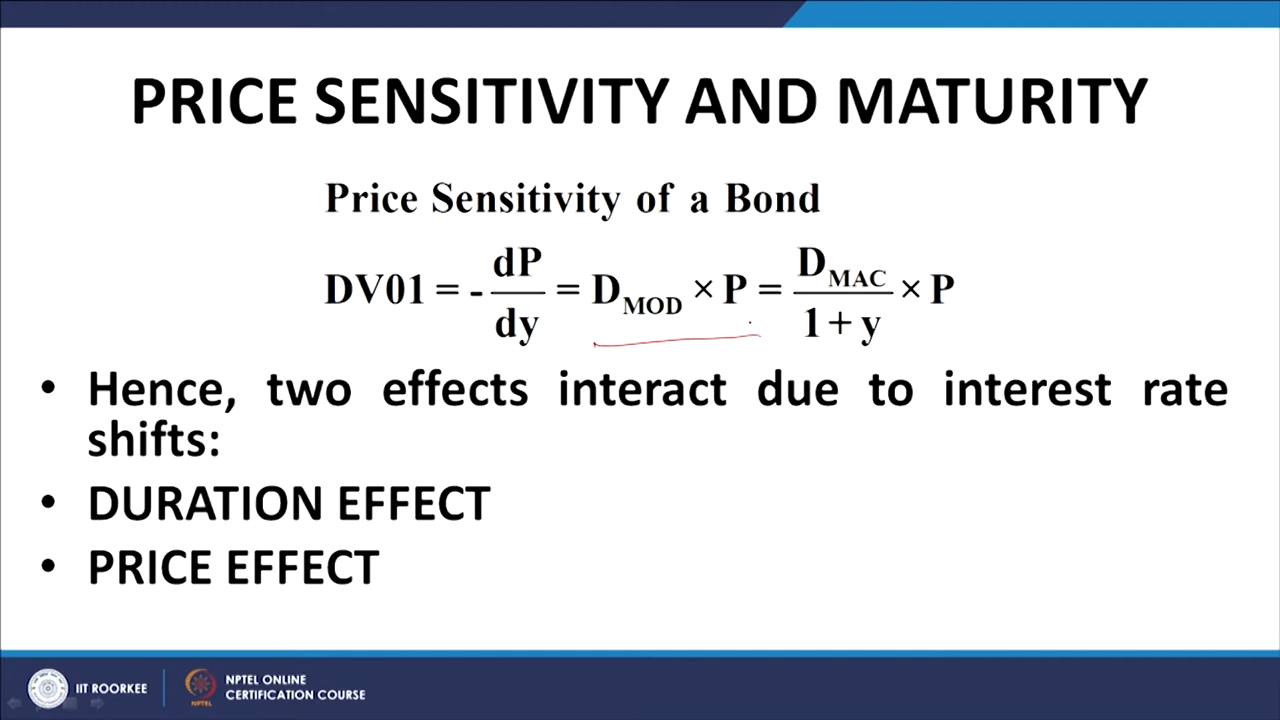 PRICE SENSITIVITY AND MATURITY
Price Sensitivity of a Bond
DV01 = - dP/dy = D_MOD × P = D_MAC/(1 + y) × P
• Hence, two effects interact due to interest rate
shifts:
• DURATION EFFECT
• PRICE EFFECT
IIT ROORKEE
NPTEL ONLINE
CERTIFICATION COURSE
NPTEL